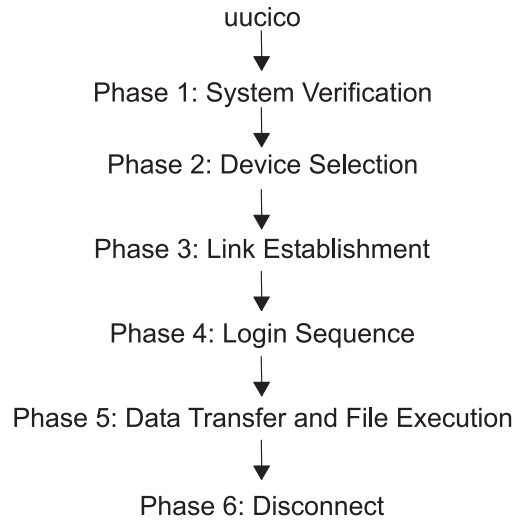 uucico
Phase 1: System Verification
Phase 2: Device Selection
Phase 3: Link Establishment
Phase 4: Login Sequence
Phase 5: Data Transfer and File Execution
Phase 6: Disconnect